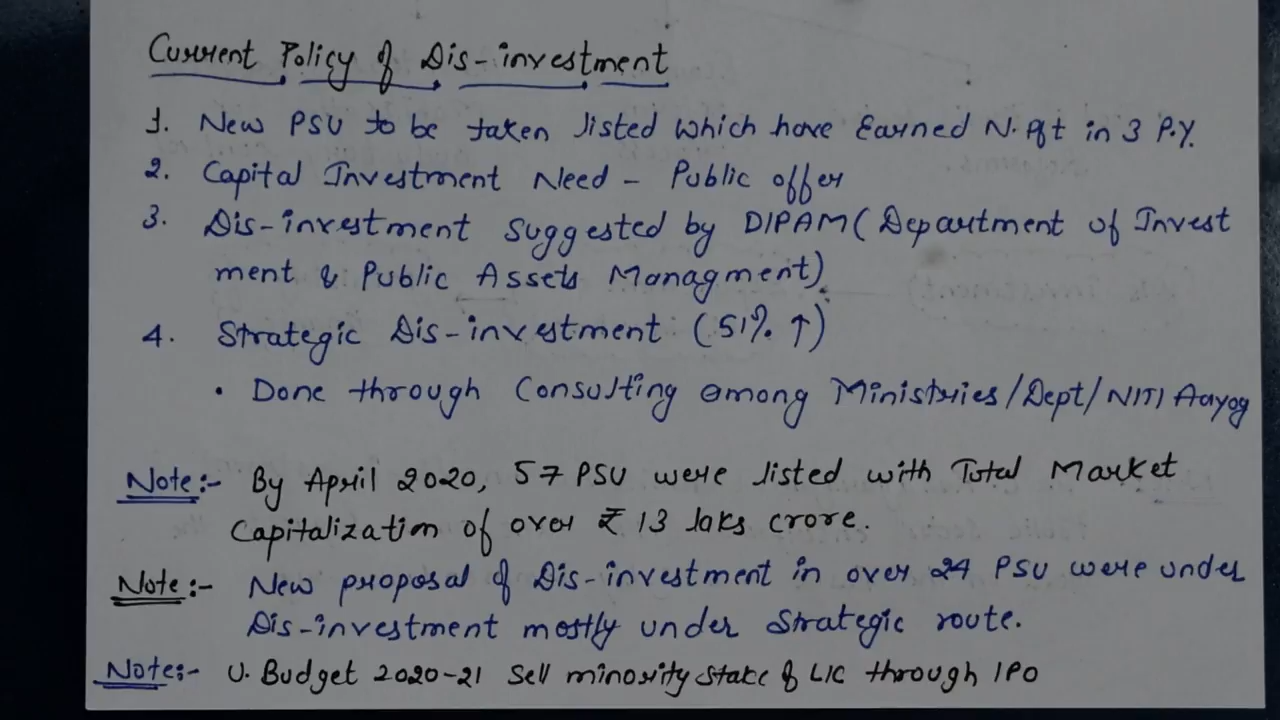 Current Policy of Dis-investment
1. New PSU to be taken listed which have Earned N. Pft in 3 P.Y.
2. Capital Investment Need - Public offer
3. Dis-investment suggested by DIPAM (Department of Invest
ment & Public Assets Managment)
4. Strategic Dis-investment (51% ↑)
• Done through Consulting among Ministries/Dept/NITI Aayog
Note:- By April 2020, 57 PSU were listed with Total Market
Capitalization of over ₹ 13 laks crore.
Note:- New proposal of Dis-investment in over 24 PSU were under
Dis-investment mostly under Strategic route.
Note:- U. Budget 2020-21 Sell minority stake of LIC through IPO